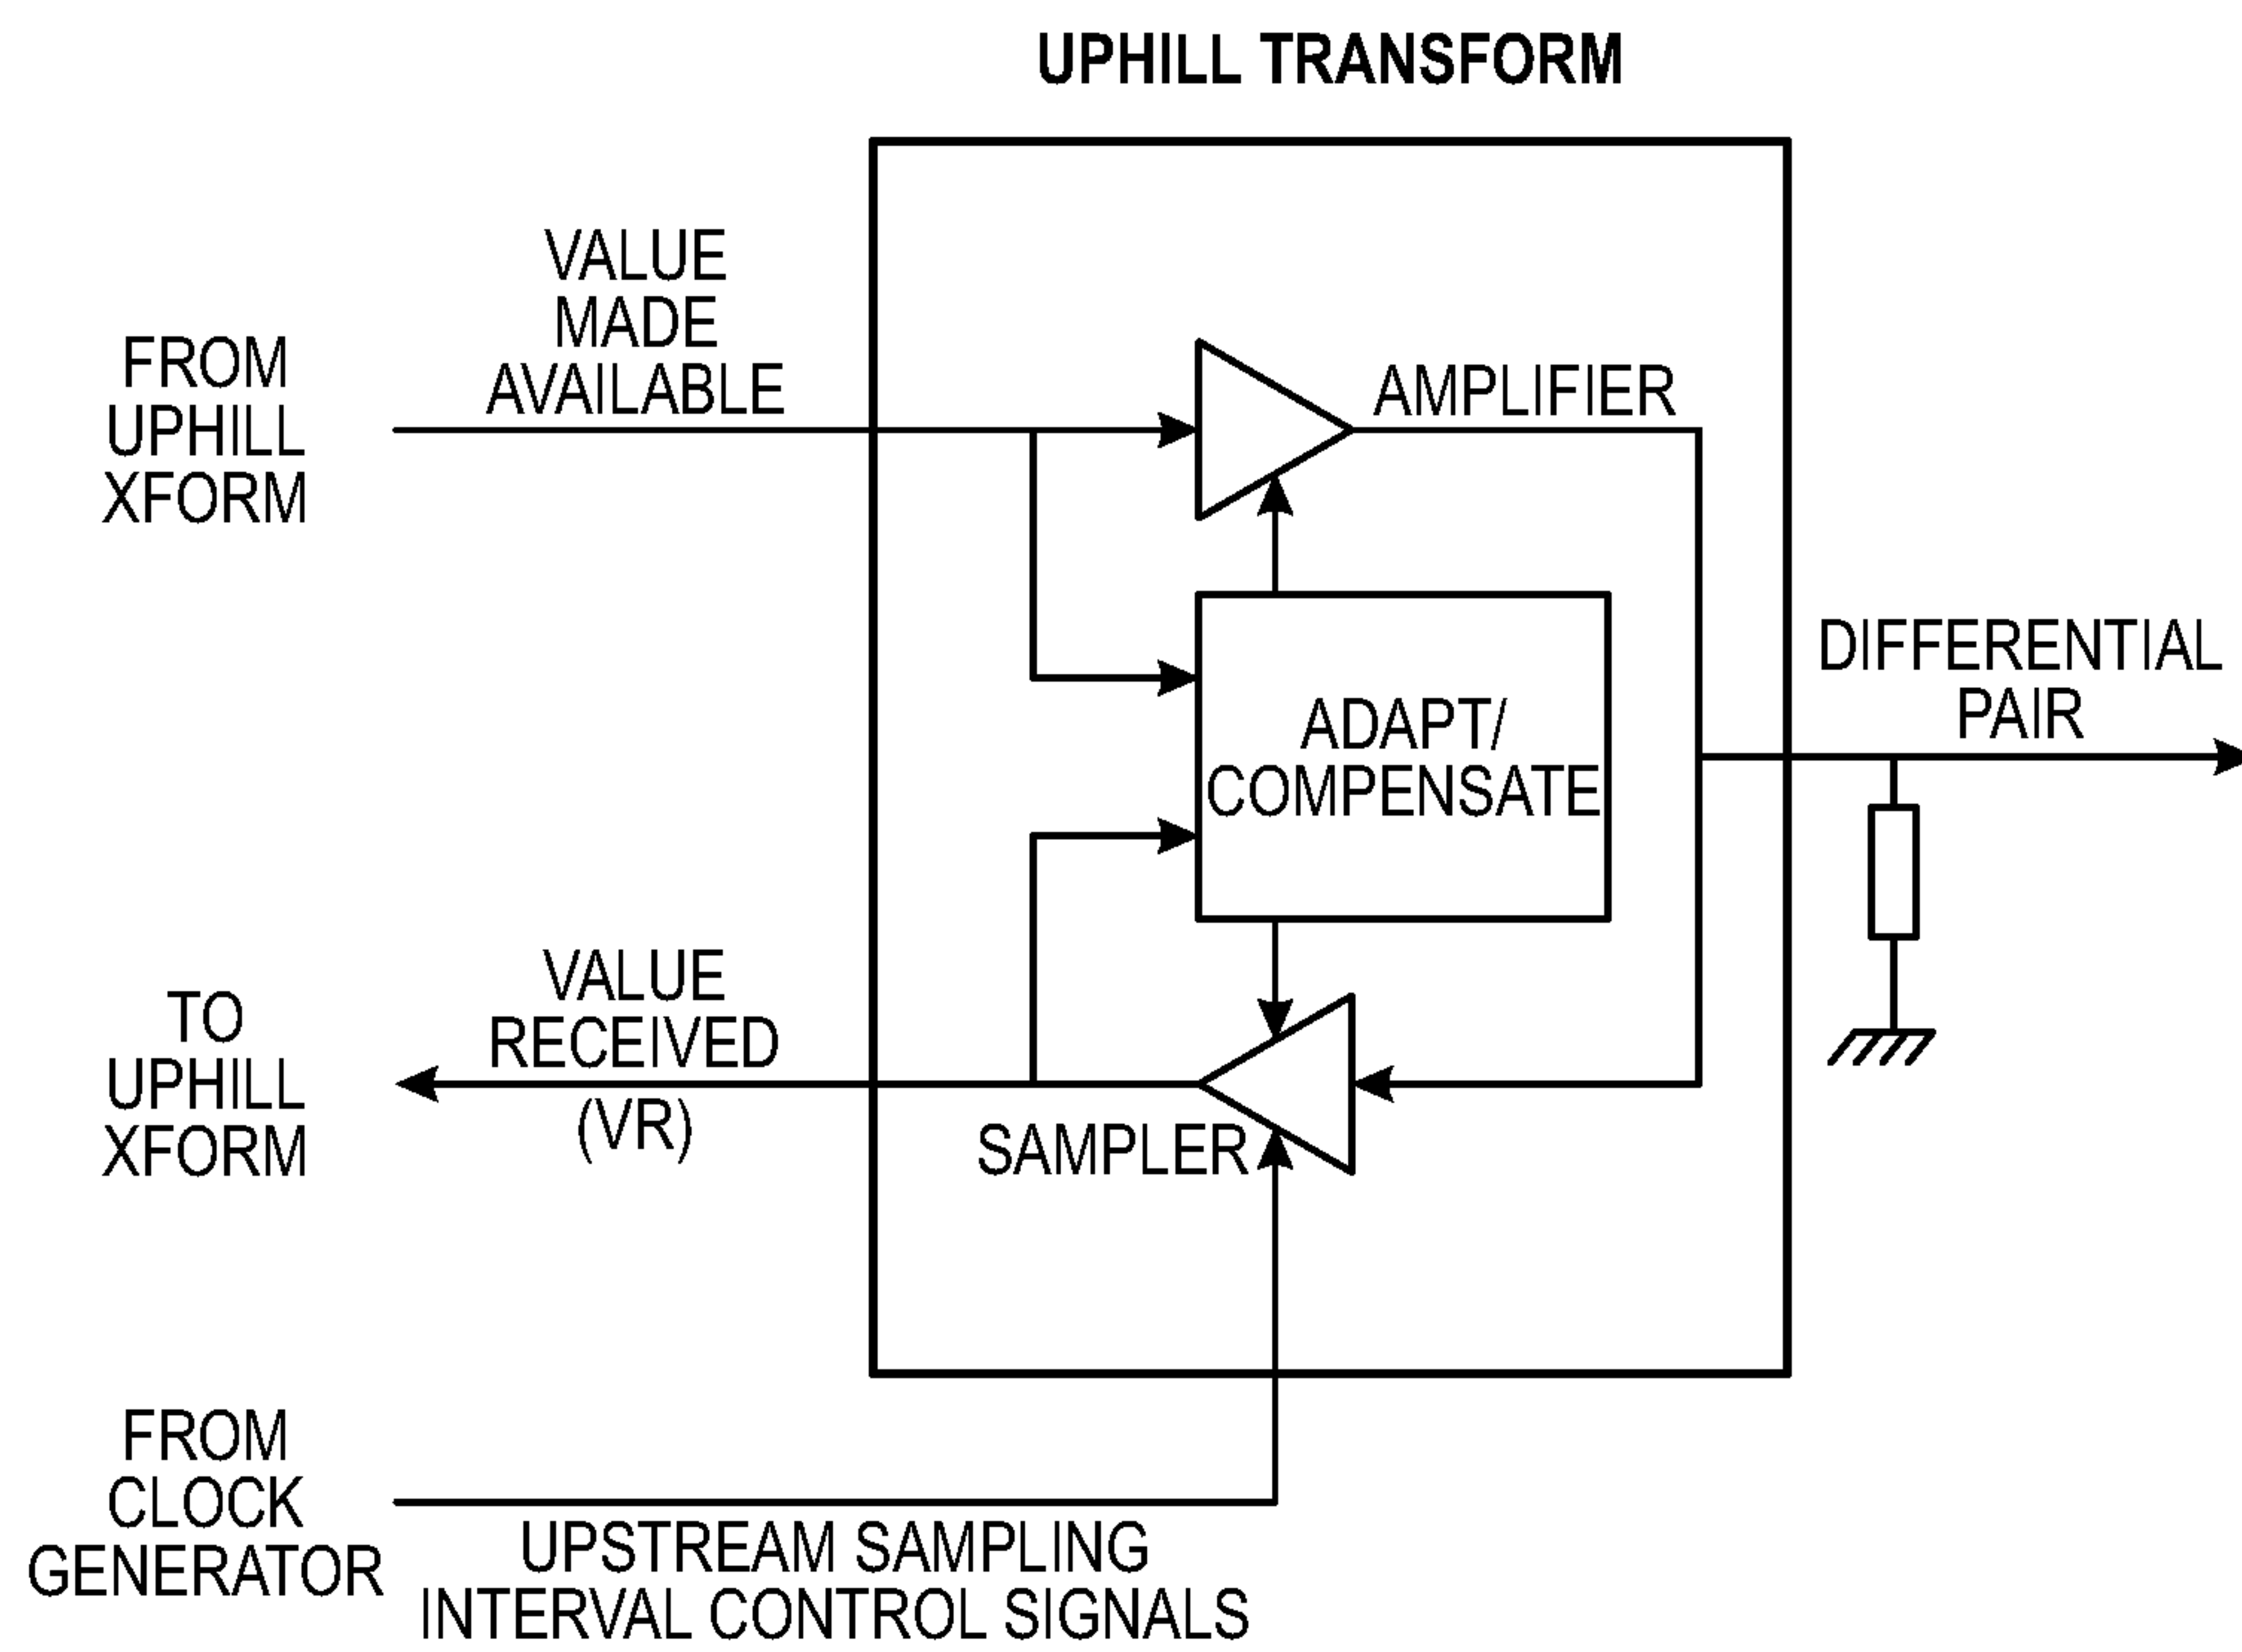 UPHILL TRANSFORM
VALUE
MADE
AVAILABLE
FROM
UPHILL
XFORM
AMPLIFIER
DIFFERENTIAL
PAIR
ADAPT/
COMPENSATE
VALUE
RECEIVED
(VR)
TO
UPHILL
XFORM
SAMPLER
FROM
CLOCK
GENERATOR
UPSTREAM SAMPLING
INTERVAL CONTROL SIGNALS